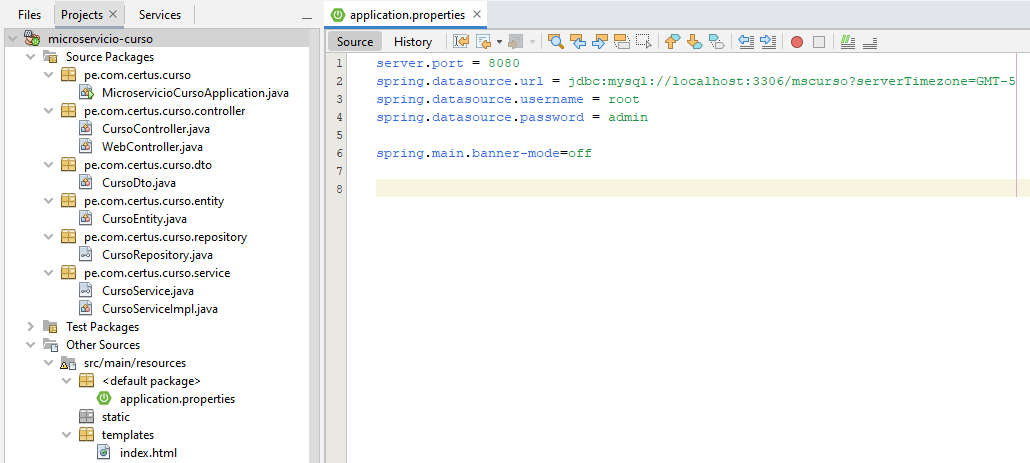 Files Projects Services
microservicio-curso
Source Packages
pe.com.certus.curso
MicroservicioCursoApplication.java
pe.com.certus.curso.controller
CursoController.java
WebController.java
pe.com.certus.curso.dto
CursoDto.java
pe.com.certus.curso.entity
CursoEntity.java
pe.com.certus.curso.repository
CursoRepository.java
pe.com.certus.curso.service
CursoService.java
CursoServiceImpl.java
Test Packages
Other Sources
src/main/resources
<default package>
application.properties
static
templates
index.html
application.properties
Source History
1 server.port = 8080
2 spring.datasource.url = jdbc:mysql://localhost:3306/mscurso?serverTimezone=GMT-5
3 spring.datasource.username = root
4 spring.datasource.password = admin
5
6 spring.main.banner-mode=off
7
8